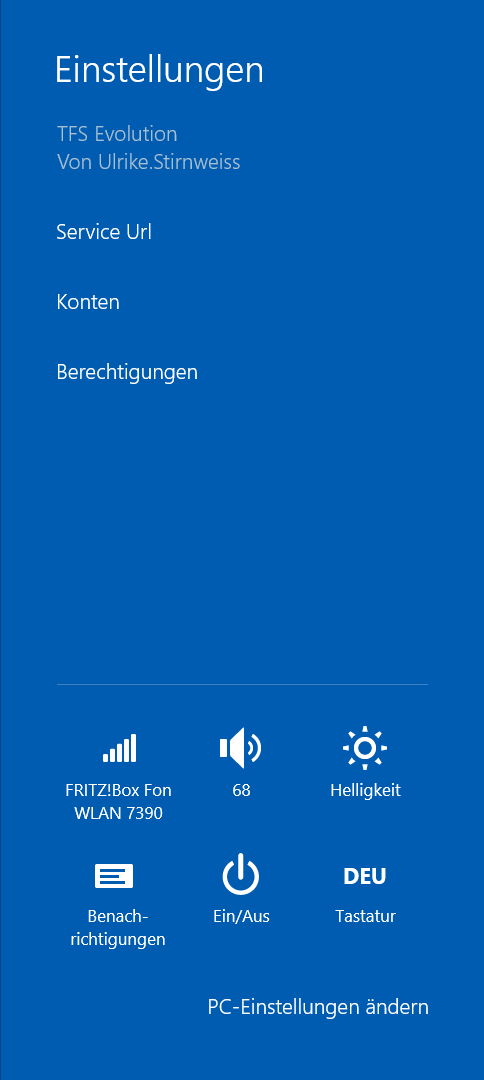 Einstellungen
TFS Evolution
Von Ulrike.Stirnweiss
Service Url
Konten
Berechtigungen
FRITZ!Box Fon
WLAN 7390
68
Helligkeit
Benach-
richtigungen
Ein/Aus
DEU
Tastatur
PC-Einstellungen ändern